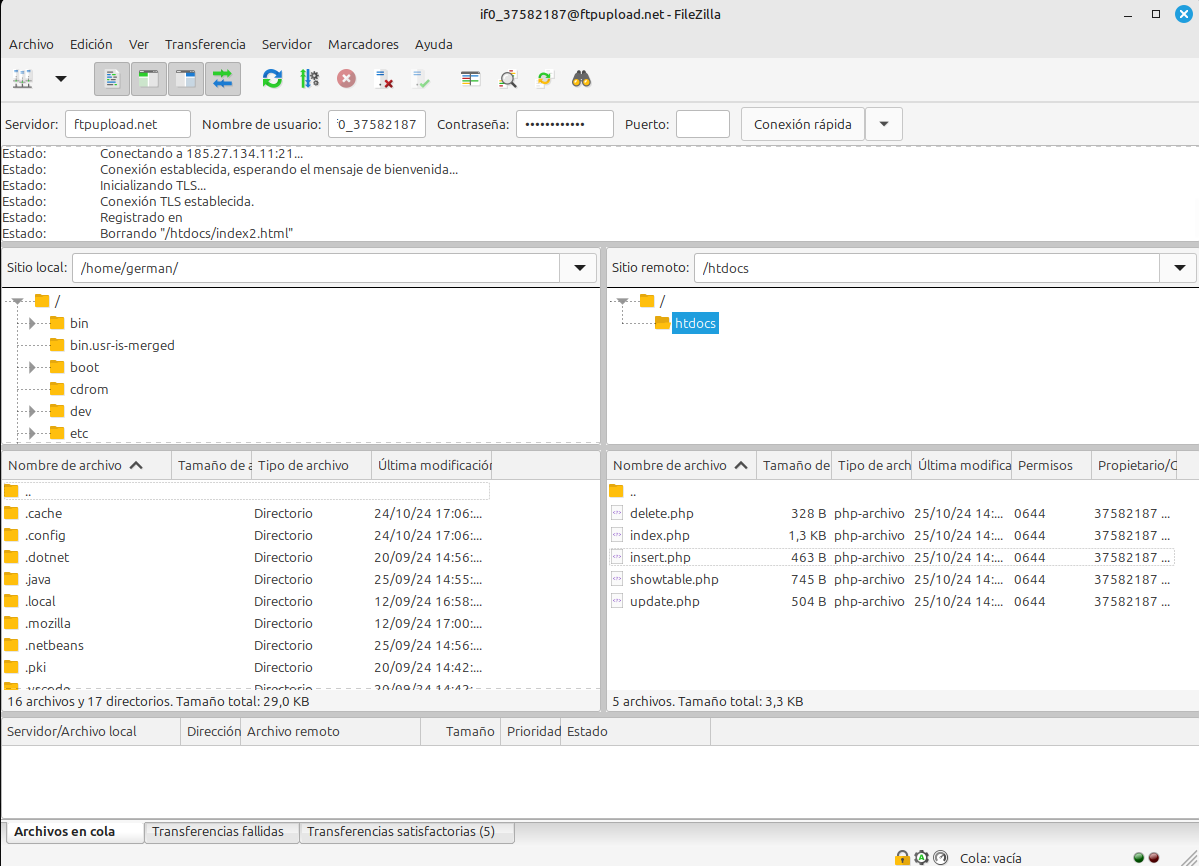 if0_37582187@ftpupload.net - FileZilla
Archivo Edición Ver Transferencia Servidor Marcadores Ayuda
Servidor: ftpupload.net Nombre de usuario: f0_37582187 Contraseña: •••••••••••• Puerto: Conexión rápida
Estado: Conectando a 185.27.134.11:21...
Estado: Conexión establecida, esperando el mensaje de bienvenida...
Estado: Inicializando TLS...
Estado: Conexión TLS establecida.
Estado: Registrado en
Estado: Borrando "/htdocs/index2.html"
Sitio local: /home/german/
/
bin
bin.usr-is-merged
boot
cdrom
dev
etc
Sitio remoto: /htdocs
/
htdocs
Nombre de archivo Tamaño de a Tipo de archivo Última modificación
..
.cache Directorio 24/10/24 17:06:...
.config Directorio 24/10/24 17:06:...
.dotnet Directorio 20/09/24 14:56:...
.java Directorio 25/09/24 14:55:...
.local Directorio 12/09/24 16:58:...
.mozilla Directorio 12/09/24 17:00:...
.netbeans Directorio 25/09/24 14:56:...
.pki Directorio 20/09/24 14:42:...
.vscode Directorio 20/09/24 14:42:...
16 archivos y 17 directorios. Tamaño total: 29,0 KB
Nombre de archivo Tamaño de Tipo de arch Última modifica Permisos Propietario/G
..
delete.php 328 B php-archivo 25/10/24 14:... 0644 37582187 ...
index.php 1,3 KB php-archivo 25/10/24 14:... 0644 37582187 ...
insert.php 463 B php-archivo 25/10/24 14:... 0644 37582187 ...
showtable.php 745 B php-archivo 25/10/24 14:... 0644 37582187 ...
update.php 504 B php-archivo 25/10/24 14:... 0644 37582187 ...
5 archivos. Tamaño total: 3,3 KB
Servidor/Archivo local Dirección Archivo remoto Tamaño Prioridad Estado
Archivos en cola Transferencias fallidas Transferencias satisfactorias (5)
Cola: vacía